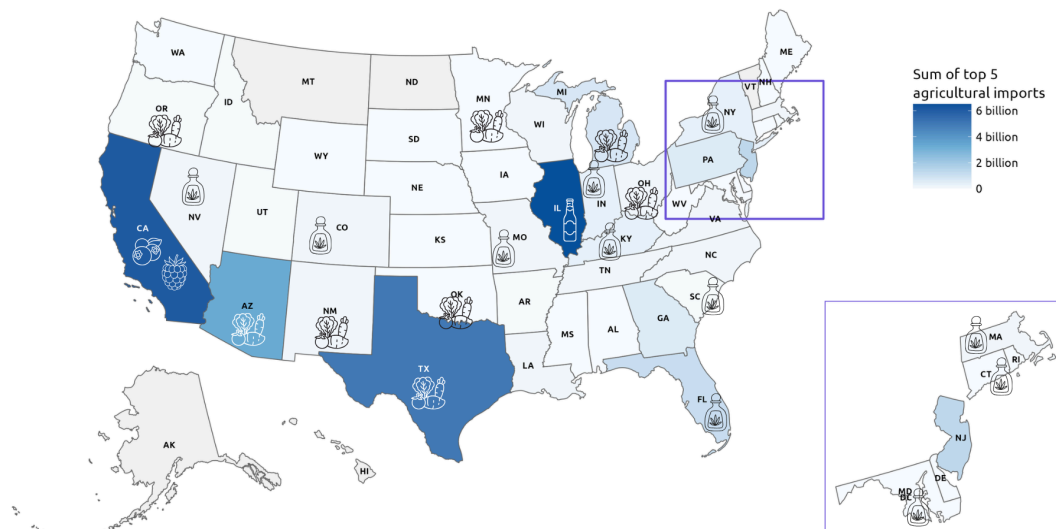 ME
WA
MT
ND
VT
NH
MN
MI
OR
ID
NY
WI
SD
PA
WY
IA
NE
OH
IL
IN
NV
UT
WV
VA
CA
CO
MO
KY
KS
NC
TN
AZ
OK
NM
AR
SC
GA
MS
AL
LA
TX
FL
AK
HI
Sum of top 5
agricultural imports
6 billion
4 billion
2 billion
0
MA
RI
CT
NJ
DE
MD
DC